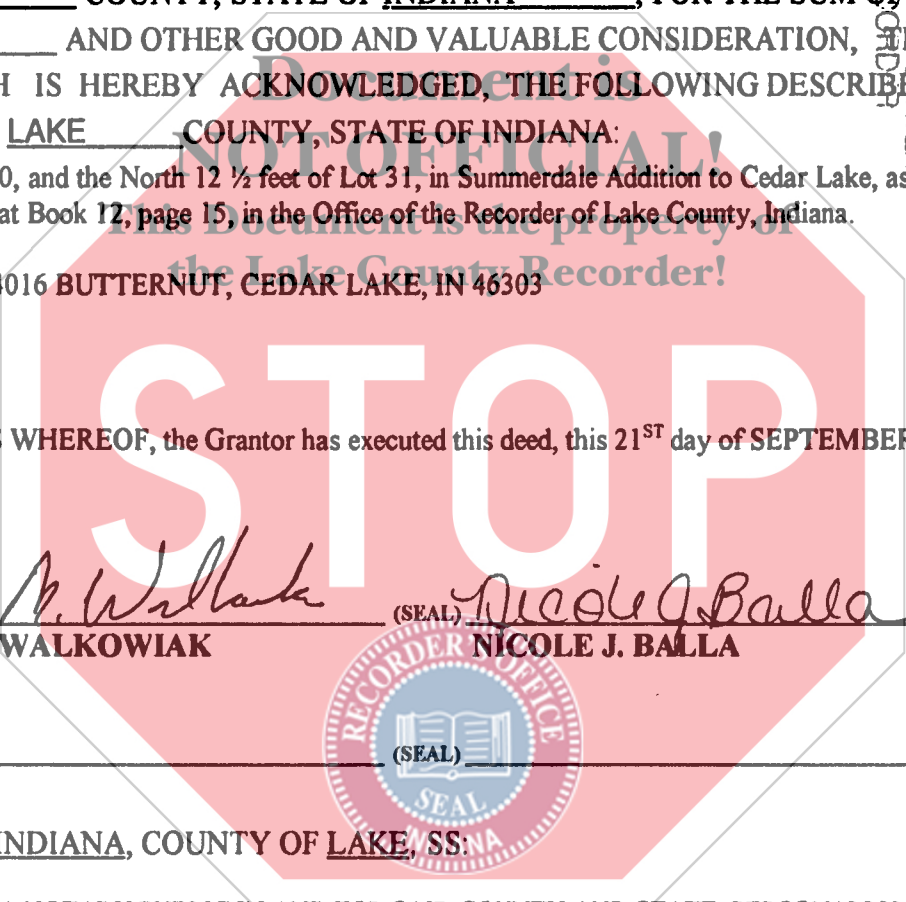 COUNTY, STATE OF INDIANA, FOR THE SUM
AND OTHER GOOD AND VALUABLE CONSIDERATION,
H IS HEREBY ACKNOWLEDGED, THE FOLLOWING DESCRIBE
Document is
LAKE COUNTY, STATE OF INDIANA:
NOT OFFICIAL!
0, and the North 12 ½ feet of Lot 31, in Summerdale Addition to Cedar Lake, as
at Book 12, page 15, in the Office of the Recorder of Lake County, Indiana.
This Document is the property of
the Lake County Recorder!
016 BUTTERNUT, CEDAR LAKE, IN 46303
STOP
S WHEREOF, the Grantor has executed this deed, this 21ST day of SEPTEMBER
(SEAL) Nicole J Balla
WALKOWIAK NICOLE J. BALLA
RECORDER'S OFFICE
(SEAL)
SEAL
INDIANA
INDIANA, COUNTY OF LAKE, SS: